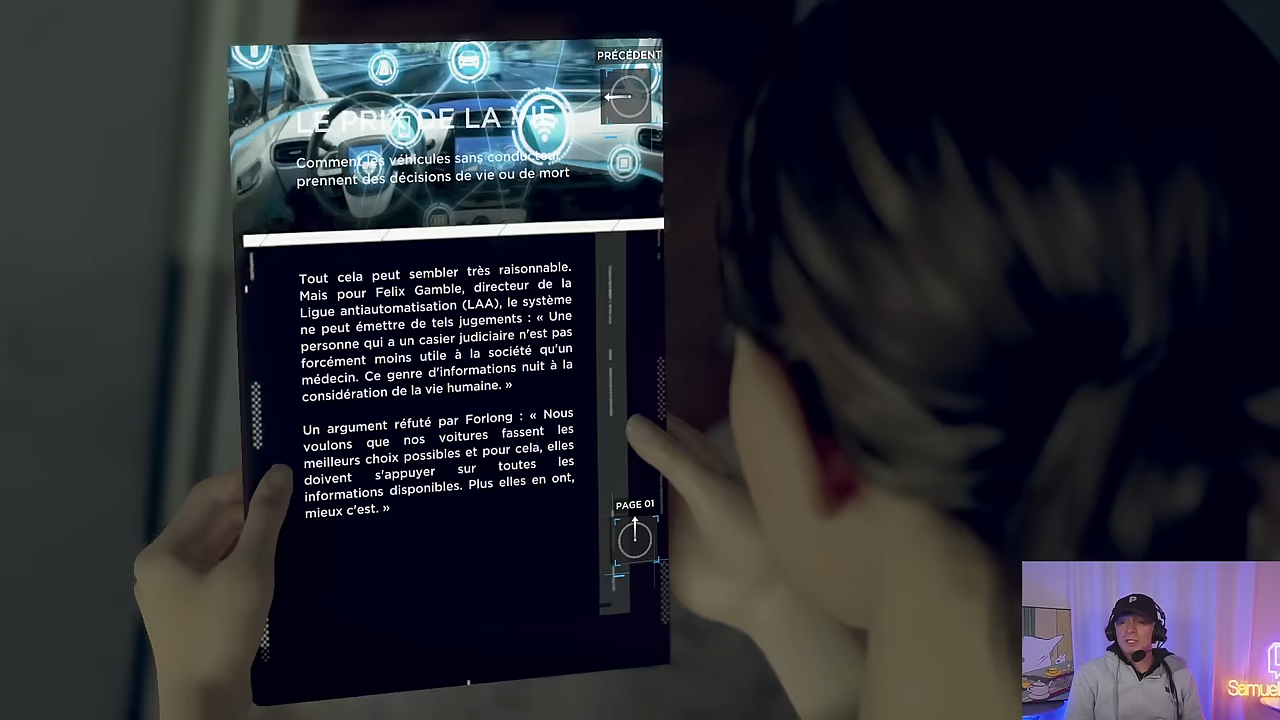 PRÉCÉDENT
LE PRIX DE LA VIE
Comment les véhicules sans conducteur
prennent des décisions de vie ou de mort
Tout cela peut sembler très raisonnable.
Mais pour Felix Gamble, directeur de la
Ligue antiautomatisation (LAA), le système
ne peut émettre de tels jugements : « Une
personne qui a un casier judiciaire n'est pas
forcément moins utile à la société qu'un
médecin. Ce genre d'informations nuit à la
considération de la vie humaine. »
Un argument réfuté par Forlong : « Nous
voulons que nos voitures fassent les
meilleurs choix possibles et pour cela, elles
doivent s'appuyer sur toutes les
informations disponibles. Plus elles en ont,
mieux c'est. »
PAGE 01
P
Samuel